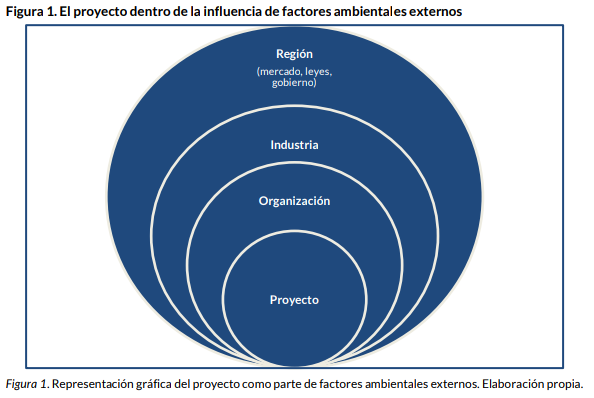 Figura 1. El proyecto dentro de la influencia de factores ambientales externos
Región
(mercado, leyes,
gobierno)
Industria
Organización
Proyecto
Figura 1. Representación gráfica del proyecto como parte de factores ambientales externos. Elaboración propia.